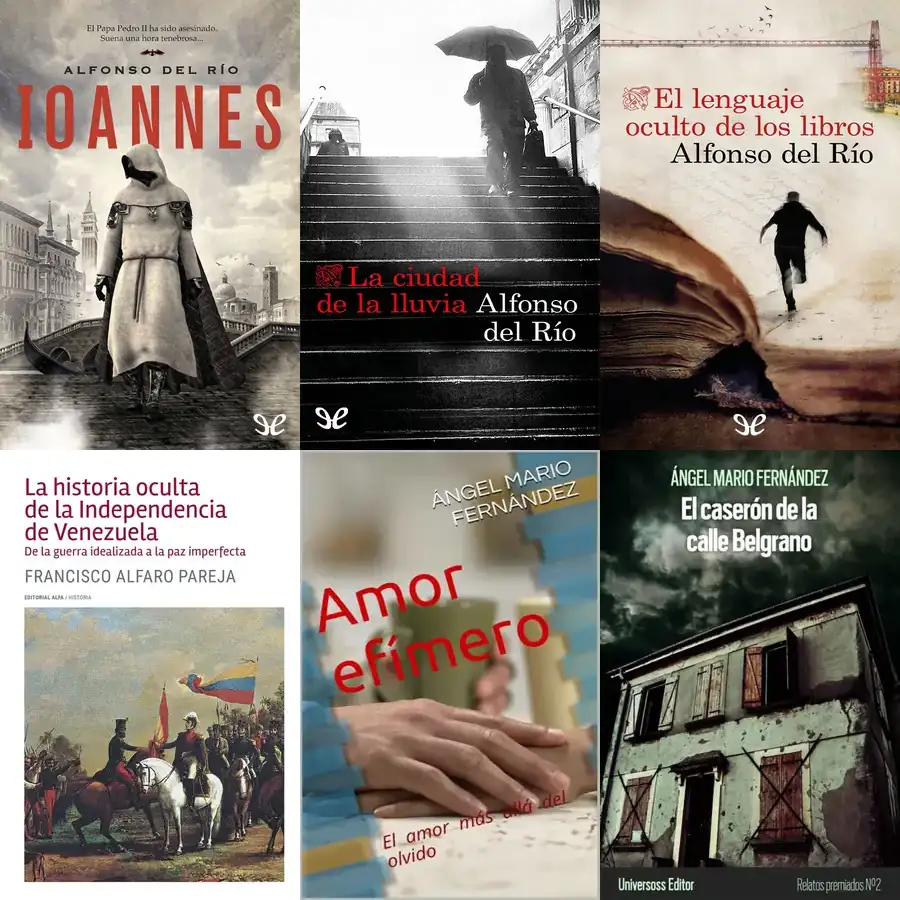 El Papa Pedro II ha sido asesinado.
Suena una hora tenebrosa...
ALFONSO DEL RÍO
IOANNES
La ciudad
de la lluvia Alfonso
del Río
El lenguaje
oculto de los libros
Alfonso del Río
La historia oculta
de la Independencia
de Venezuela
De la guerra idealizada a la paz imperfecta
FRANCISCO ALFARO PAREJA
EDITORIAL ALFA / HISTORIA
ÁNGEL MARIO
FERNÁNDEZ
Amor
efímero
El amor más allá del
olvido
ÁNGEL MARIO FERNÁNDEZ
El caserón de la
calle Belgrano
Universoss Editor
Relatos premiados Nº2